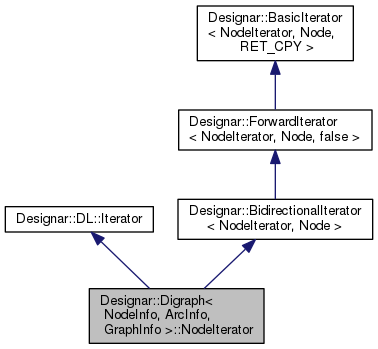 Designar::BasicIterator
< NodeIterator, Node,
RET_CPY >
Designar::ForwardIterator
< NodeIterator, Node, false >
Designar::DL::Iterator
Designar::BidirectionalIterator
< NodeIterator, Node >
Designar::Digraph<
NodeInfo, ArcInfo,
GraphInfo >::NodeIterator